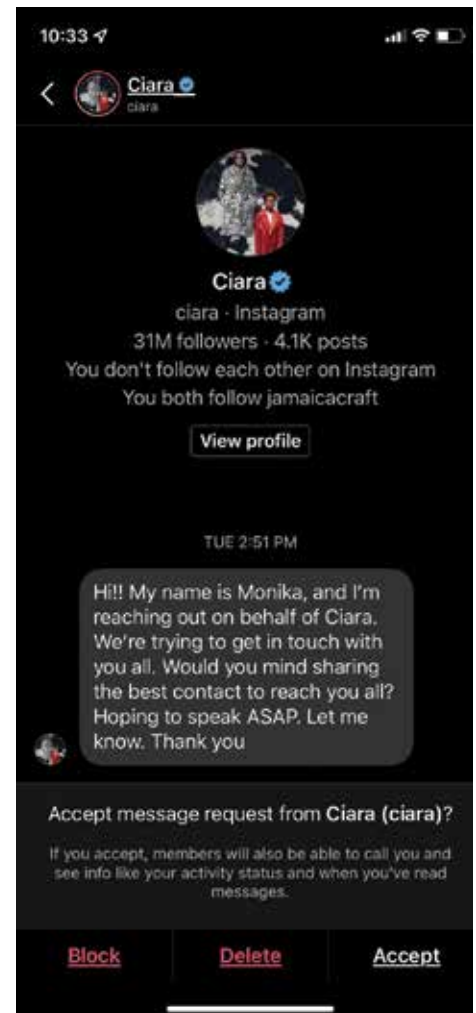 10:33
Ciara
ciara
Ciara
ciara · Instagram
31M followers · 4.1K posts
You don't follow each other on Instagram
You both follow jamaicacraft
View profile
TUE 2:51 PM
Hi!! My name is Monika, and I'm
reaching out on behalf of Ciara.
We're trying to get in touch with
you all. Would you mind sharing
the best contact to reach you all?
Hoping to speak ASAP. Let me
know. Thank you
Accept message request from Ciara (ciara)?
If you accept, members will also be able to call you and
see info like your activity status and when you've read
messages.
Block Delete Accept